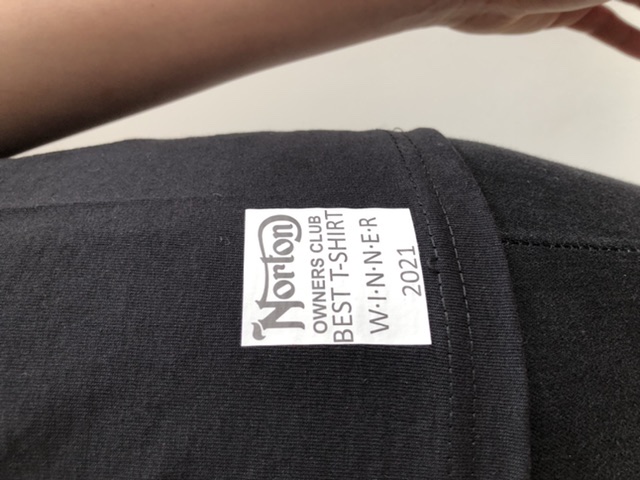 Norton
OWNERS CLUB
BEST T-SHIRT
W·I·N·N·E·R
2021